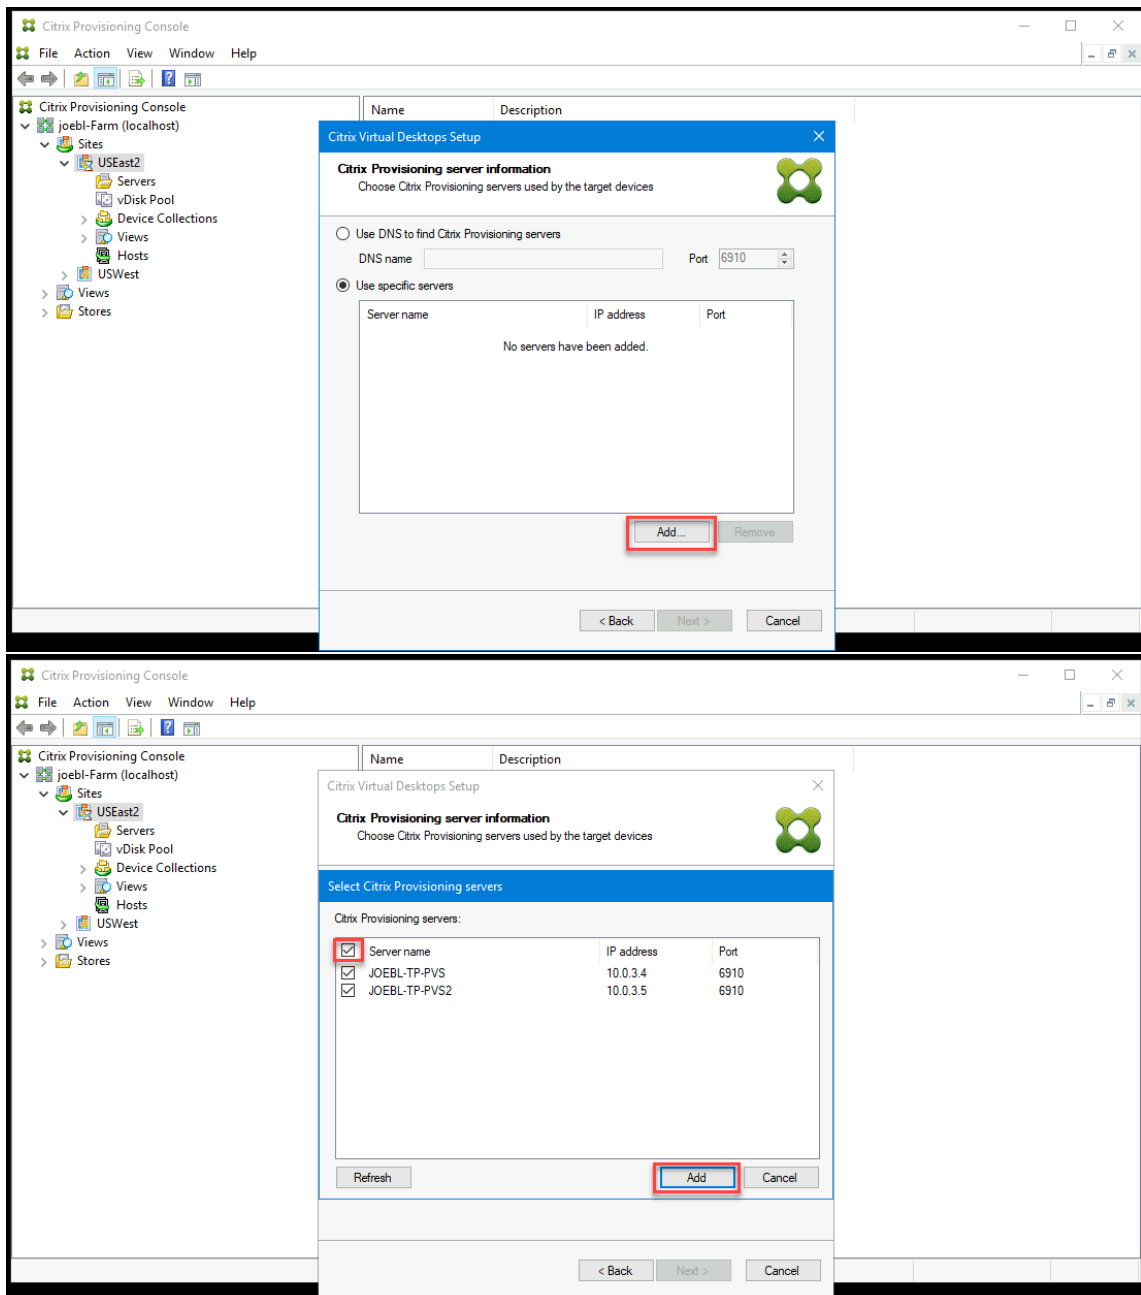 Citrix Provisioning Console
File Action View Window Help
Citrix Provisioning Console
joebl-Farm (localhost)
Sites
USEast2
Servers
vDisk Pool
Device Collections
Views
Hosts
USWest
Views
Stores
Name Description
Citrix Virtual Desktops Setup
Citrix Provisioning server information
Choose Citrix Provisioning servers used by the target devices
Use DNS to find Citrix Provisioning servers
DNS name Port 6910
Use specific servers
Server name IP address Port
No servers have been added.
Add... Remove
< Back Next > Cancel
Citrix Provisioning Console
File Action View Window Help
Citrix Provisioning Console
joebl-Farm (localhost)
Sites
USEast2
Servers
vDisk Pool
Device Collections
Views
Hosts
USWest
Views
Stores
Name Description
Citrix Virtual Desktops Setup
Citrix Provisioning server information
Choose Citrix Provisioning servers used by the target devices
Select Citrix Provisioning servers
Citrix Provisioning servers:
Server name IP address Port
JOEBL-TP-PVS 10.0.3.4 6910
JOEBL-TP-PVS2 10.0.3.5 6910
Refresh Add Cancel
< Back Next > Cancel